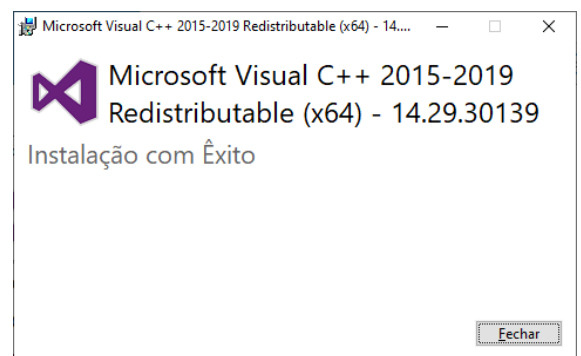 Microsoft Visual C++ 2015-2019 Redistributable (x64) - 14....
Microsoft Visual C++ 2015-2019
Redistributable (x64) - 14.29.30139
Instalação com Êxito
Fechar